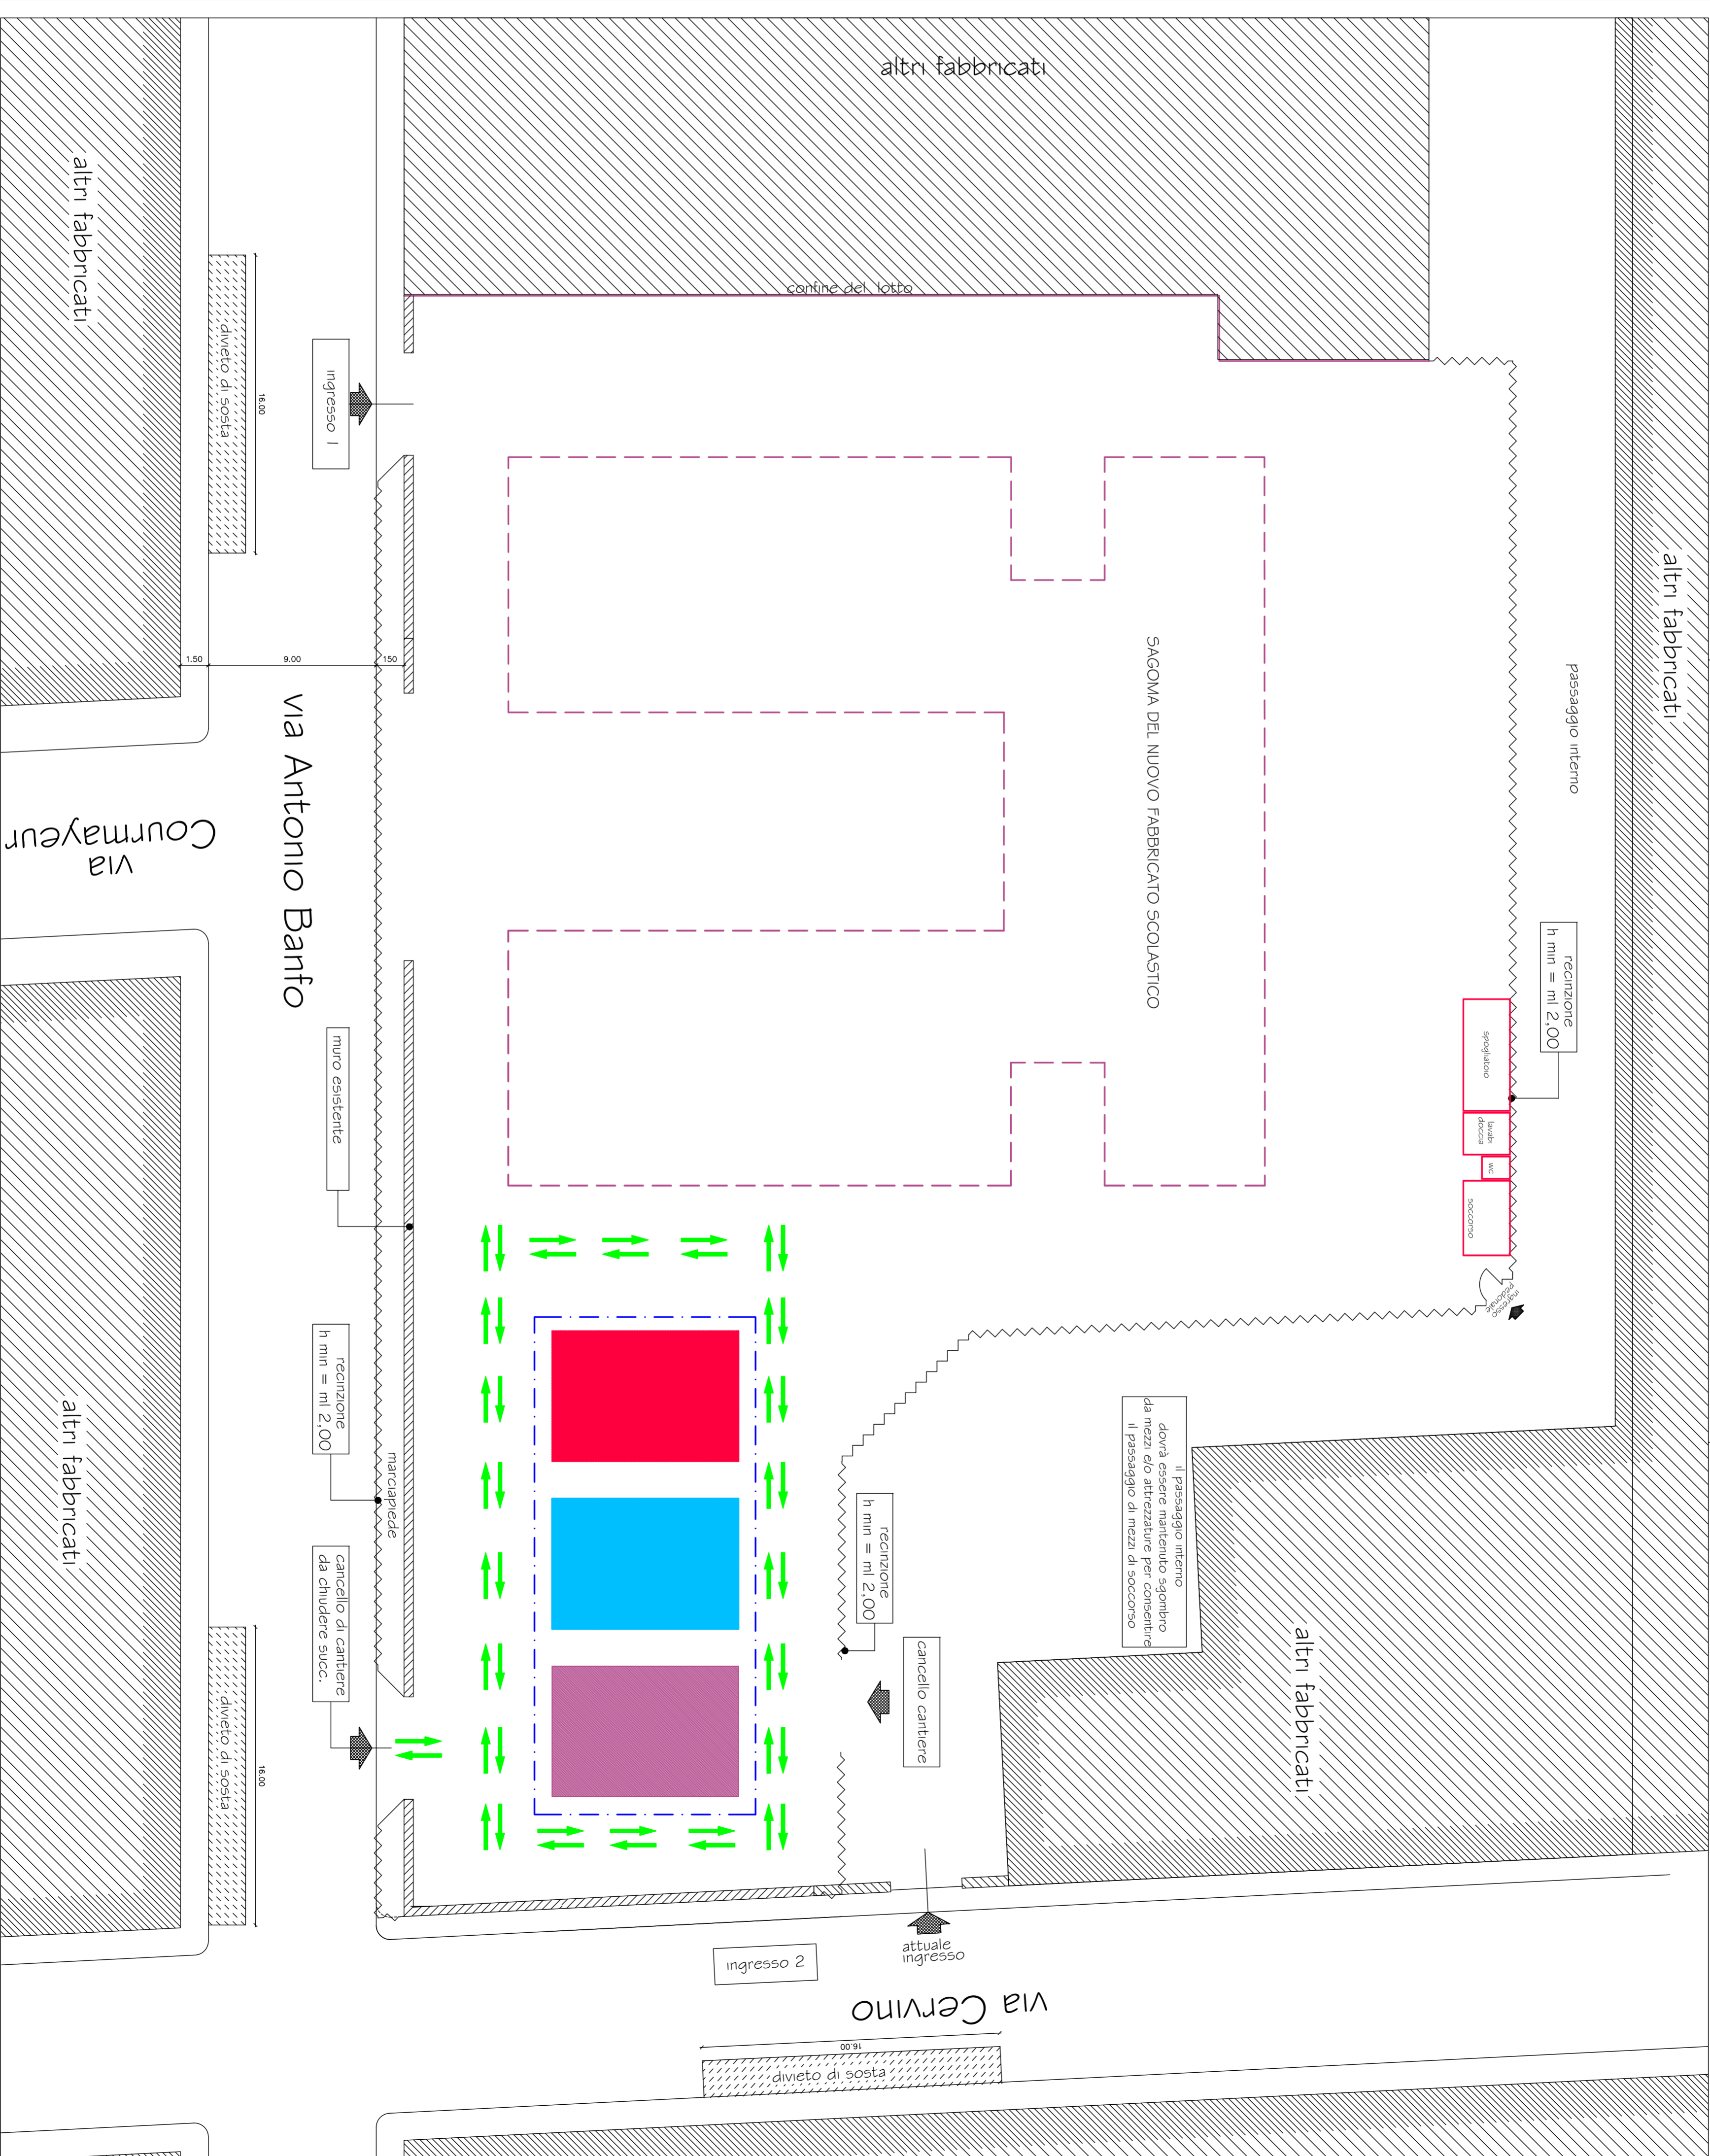 altri fabbricati
altri fabbricati
confine del lotto
divieto di sosta
16.00
ingresso 1
altri fabbricati
passaggio interno
SAGOMA DEL NUOVO FABBRICATO SCOLASTICO
1.50
9.00
150
via Antonio Banfo
via
Courmayeur
recinzione
h min = ml 2,00
spogliatoio
lavabi
doccia
wc
soccorso
ingresso
pedonale
muro esistente
recinzione
h min = ml 2,00
marciapiede
altri fabbricati
cancello di cantiere
da chiudere succ.
divieto di sosta
16.00
il passaggio interno
dovrà essere mantenuto sgombro
da mezzi e/o attrezzature per consentire
il passaggio di mezzi di soccorso
recinzione
h min = ml 2,00
cancello cantiere
altri fabbricati
attuale
ingresso
ingresso 2
via Cervino
16.00
divieto di sosta